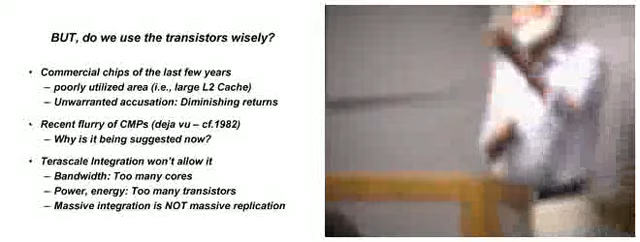 BUT, do we use the transistors wisely?
• Commercial chips of the last few years
– poorly utilized area (i.e., large L2 Cache)
– Unwarranted accusation: Diminishing returns
• Recent flurry of CMPs (deja vu – cf.1982)
– Why is it being suggested now?
• Terascale Integration won't allow it
– Bandwidth: Too many cores
– Power, energy: Too many transistors
– Massive integration is NOT massive replication